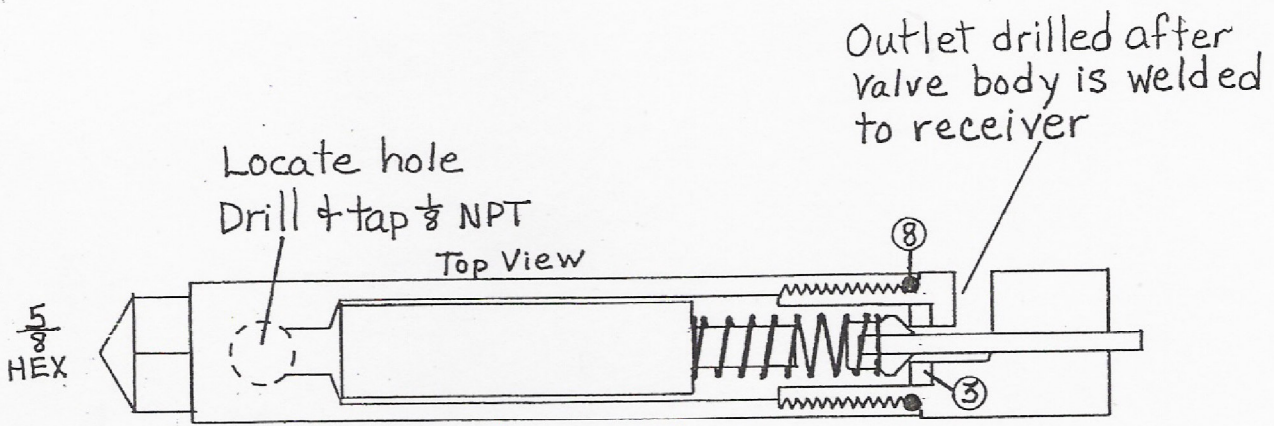 Outlet drilled after
valve body is welded
to receiver
Locate hole
Drill & tap 1/8 NPT
Top View
8
5/8
HEX
3